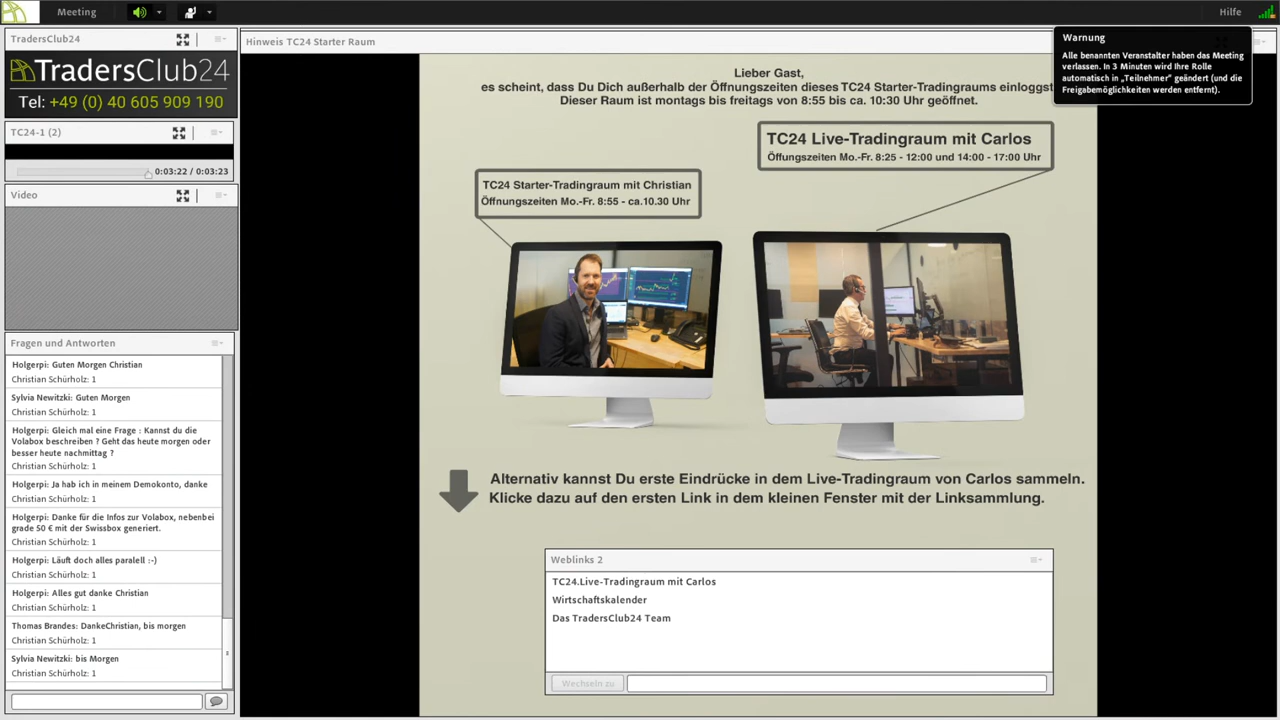 Meeting
Hilfe
TradersClub24
TRADERSCLUB24
Tel: +49 (0) 40 605 909 190
TC24-1 (2)
0:03:22 / 0:03:23
Video
Fragen und Antworten
Holgerpi: Guten Morgen Christian
Christian Schürholz: 1
Sylvia Newitzki: Guten Morgen
Christian Schürholz: 1
Holgerpi: Gleich mal eine Frage : Kannst du die
Volabox beschreiben ? Geht das heute morgen oder
besser heute nachmittag ?
Christian Schürholz: 1
Holgerpi: Ja hab ich in meinem Demokonto, danke
Christian Schürholz: 1
Holgerpi: Danke für die Infos zur Volabox, nebenbei
grade 50 € mit der Swissbox generiert.
Christian Schürholz: 1
Holgerpi: Läuft doch alles paralell :-)
Christian Schürholz: 1
Holgerpi: Alles gut danke Christian
Christian Schürholz: 1
Thomas Brandes: DankeChristian, bis morgen
Christian Schürholz: 1
Sylvia Newitzki: bis Morgen
Christian Schürholz: 1
Hinweis TC24 Starter Raum
Lieber Gast,
es scheint, dass Du Dich außerhalb der Öffnungszeiten dieses TC24 Starter-Tradingraums einloggst
Dieser Raum ist montags bis freitags von 8:55 bis ca. 10:30 Uhr geöffnet.
Warnung
Alle benannten Veranstalter haben das Meeting
verlassen. In 3 Minuten wird Ihre Rolle
automatisch in „Teilnehmer“ geändert (und die
Freigabemöglichkeiten werden entfernt).
TC24 Live-Tradingraum mit Carlos
Öffungszeiten Mo.-Fr. 8:25 - 12:00 und 14:00 - 17:00 Uhr
TC24 Starter-Tradingraum mit Christian
Öffnungszeiten Mo.-Fr. 8:55 - ca.10.30 Uhr
Alternativ kannst Du erste Eindrücke in dem Live-Tradingraum von Carlos sammeln.
Klicke dazu auf den ersten Link in dem kleinen Fenster mit der Linksammlung.
Weblinks 2
TC24.Live-Tradingraum mit Carlos
Wirtschaftskalender
Das TradersClub24 Team
Wechseln zu